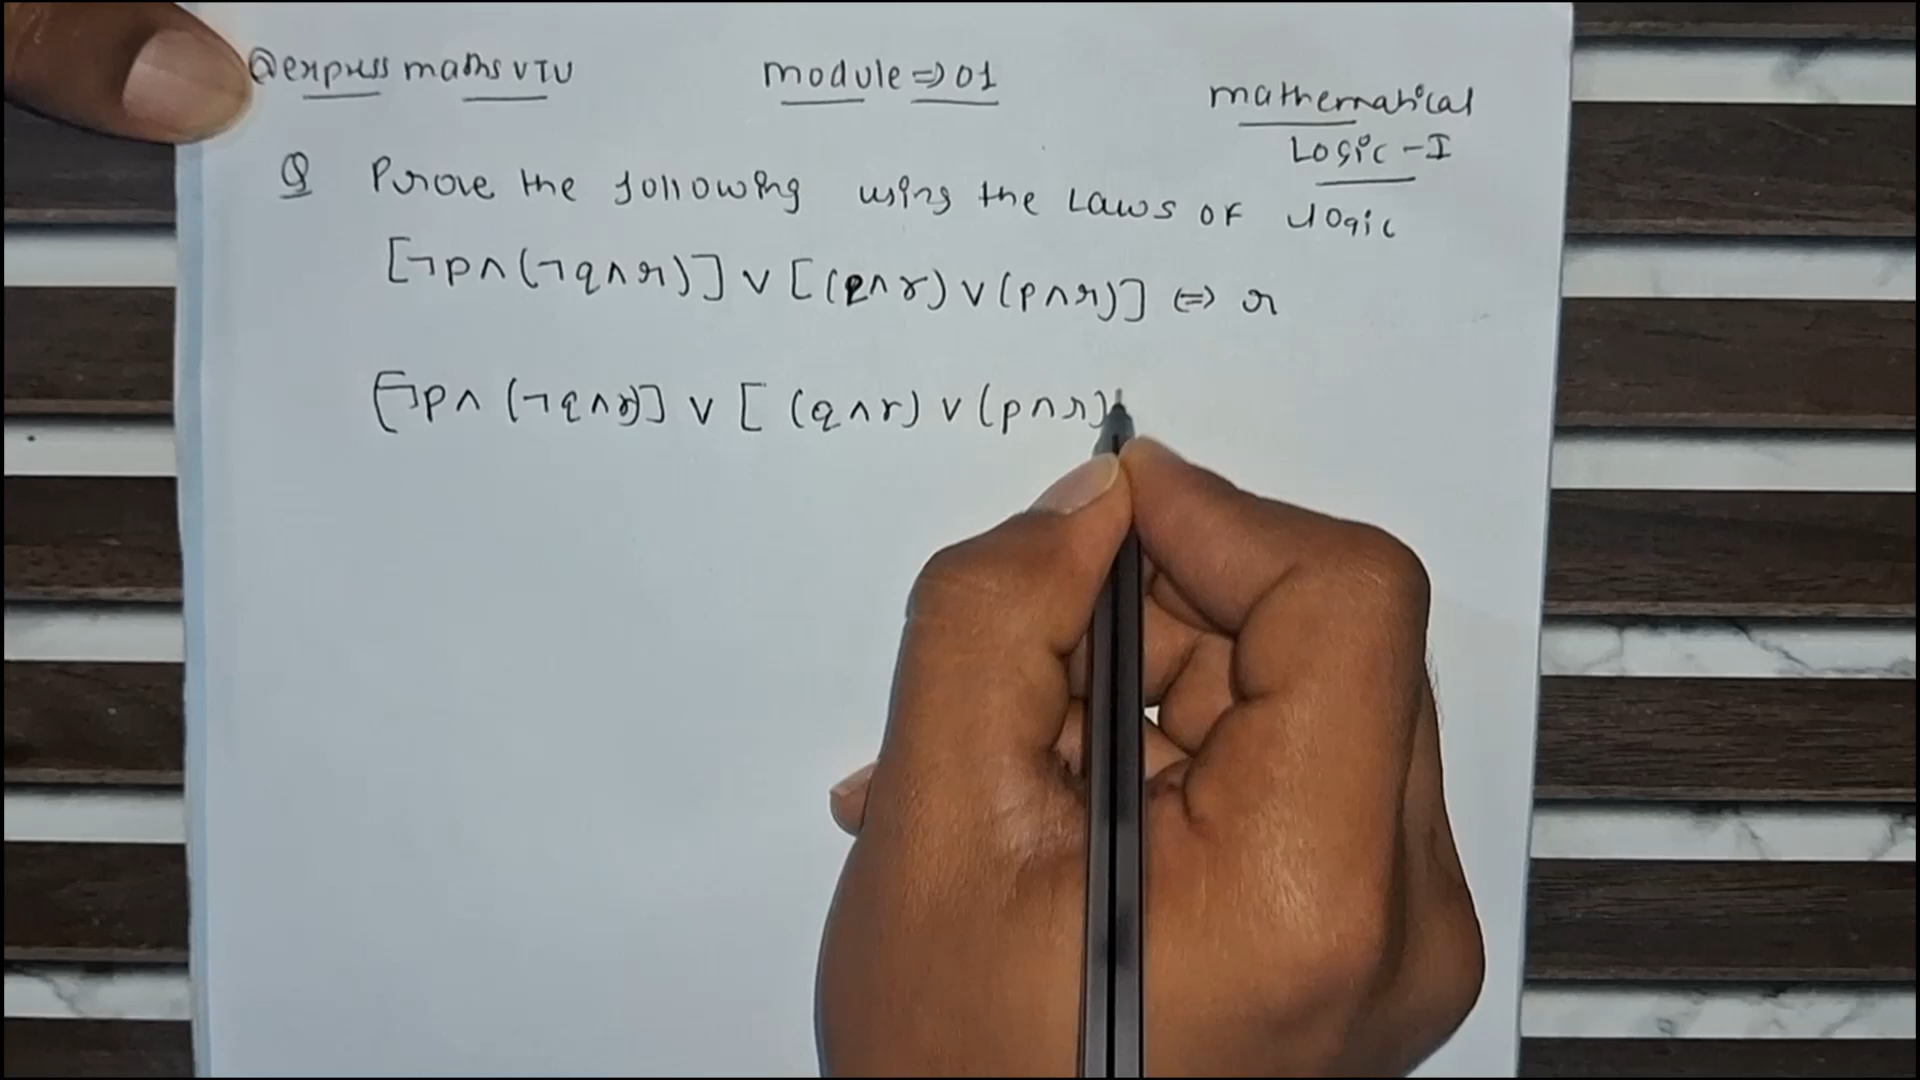 @express maths VTU
module ⇒ 01
mathematical
Logic - I
Q Prove the following using the Laws OF logic
[¬p∧(¬q∧r)] ∨ [(q∧r) ∨ (p∧r)] ⇔ r
[¬p∧ (¬q∧r)] ∨ [ (q∧r) ∨ (p∧r)